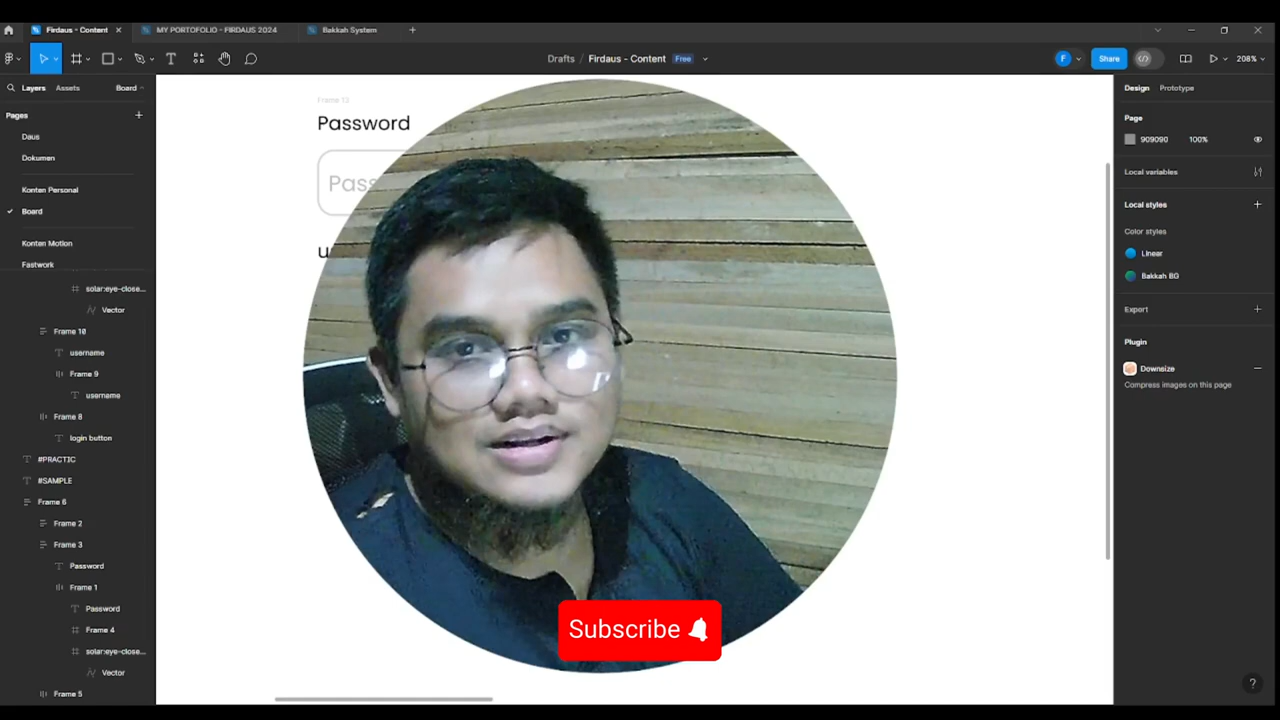 Firdaus - Content
MY PORTOFOLIO - FIRDAUS 2024
Bakkah System
Drafts / Firdaus - Content Free
F
Share
208%
Layers
Assets
Board
Pages
Daus
Dokumen
Konten Personal
Board
Konten Motion
Fastwork
solar:eye-close...
Vector
Frame 10
username
Frame 9
username
Frame 8
login button
#PRACTIC
#SAMPLE
Frame 6
Frame 2
Frame 3
Password
Frame 1
Password
Frame 4
solar:eye-close...
Vector
Frame 5
Frame 13
Password
Pass
u
Subscribe
Design
Prototype
Page
909090 100%
Local variables
Local styles
Color styles
Linear
Bakkah BG
Export
Plugin
Downsize
Compress images on this page
?